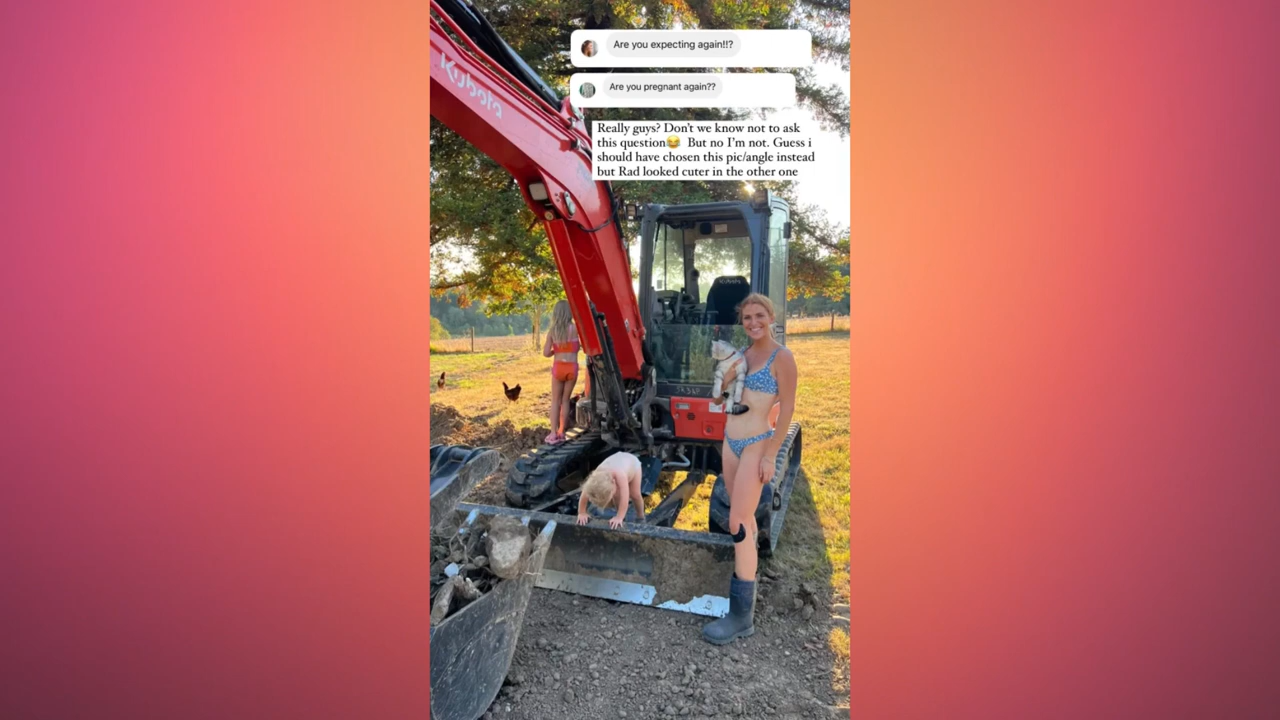 Are you expecting again!!?
Are you pregnant again??
Really guys? Don't we know not to ask
this question😂 But no I'm not. Guess i
should have chosen this pic/angle instead
but Rad looked cuter in the other one
Kubota
Kubota